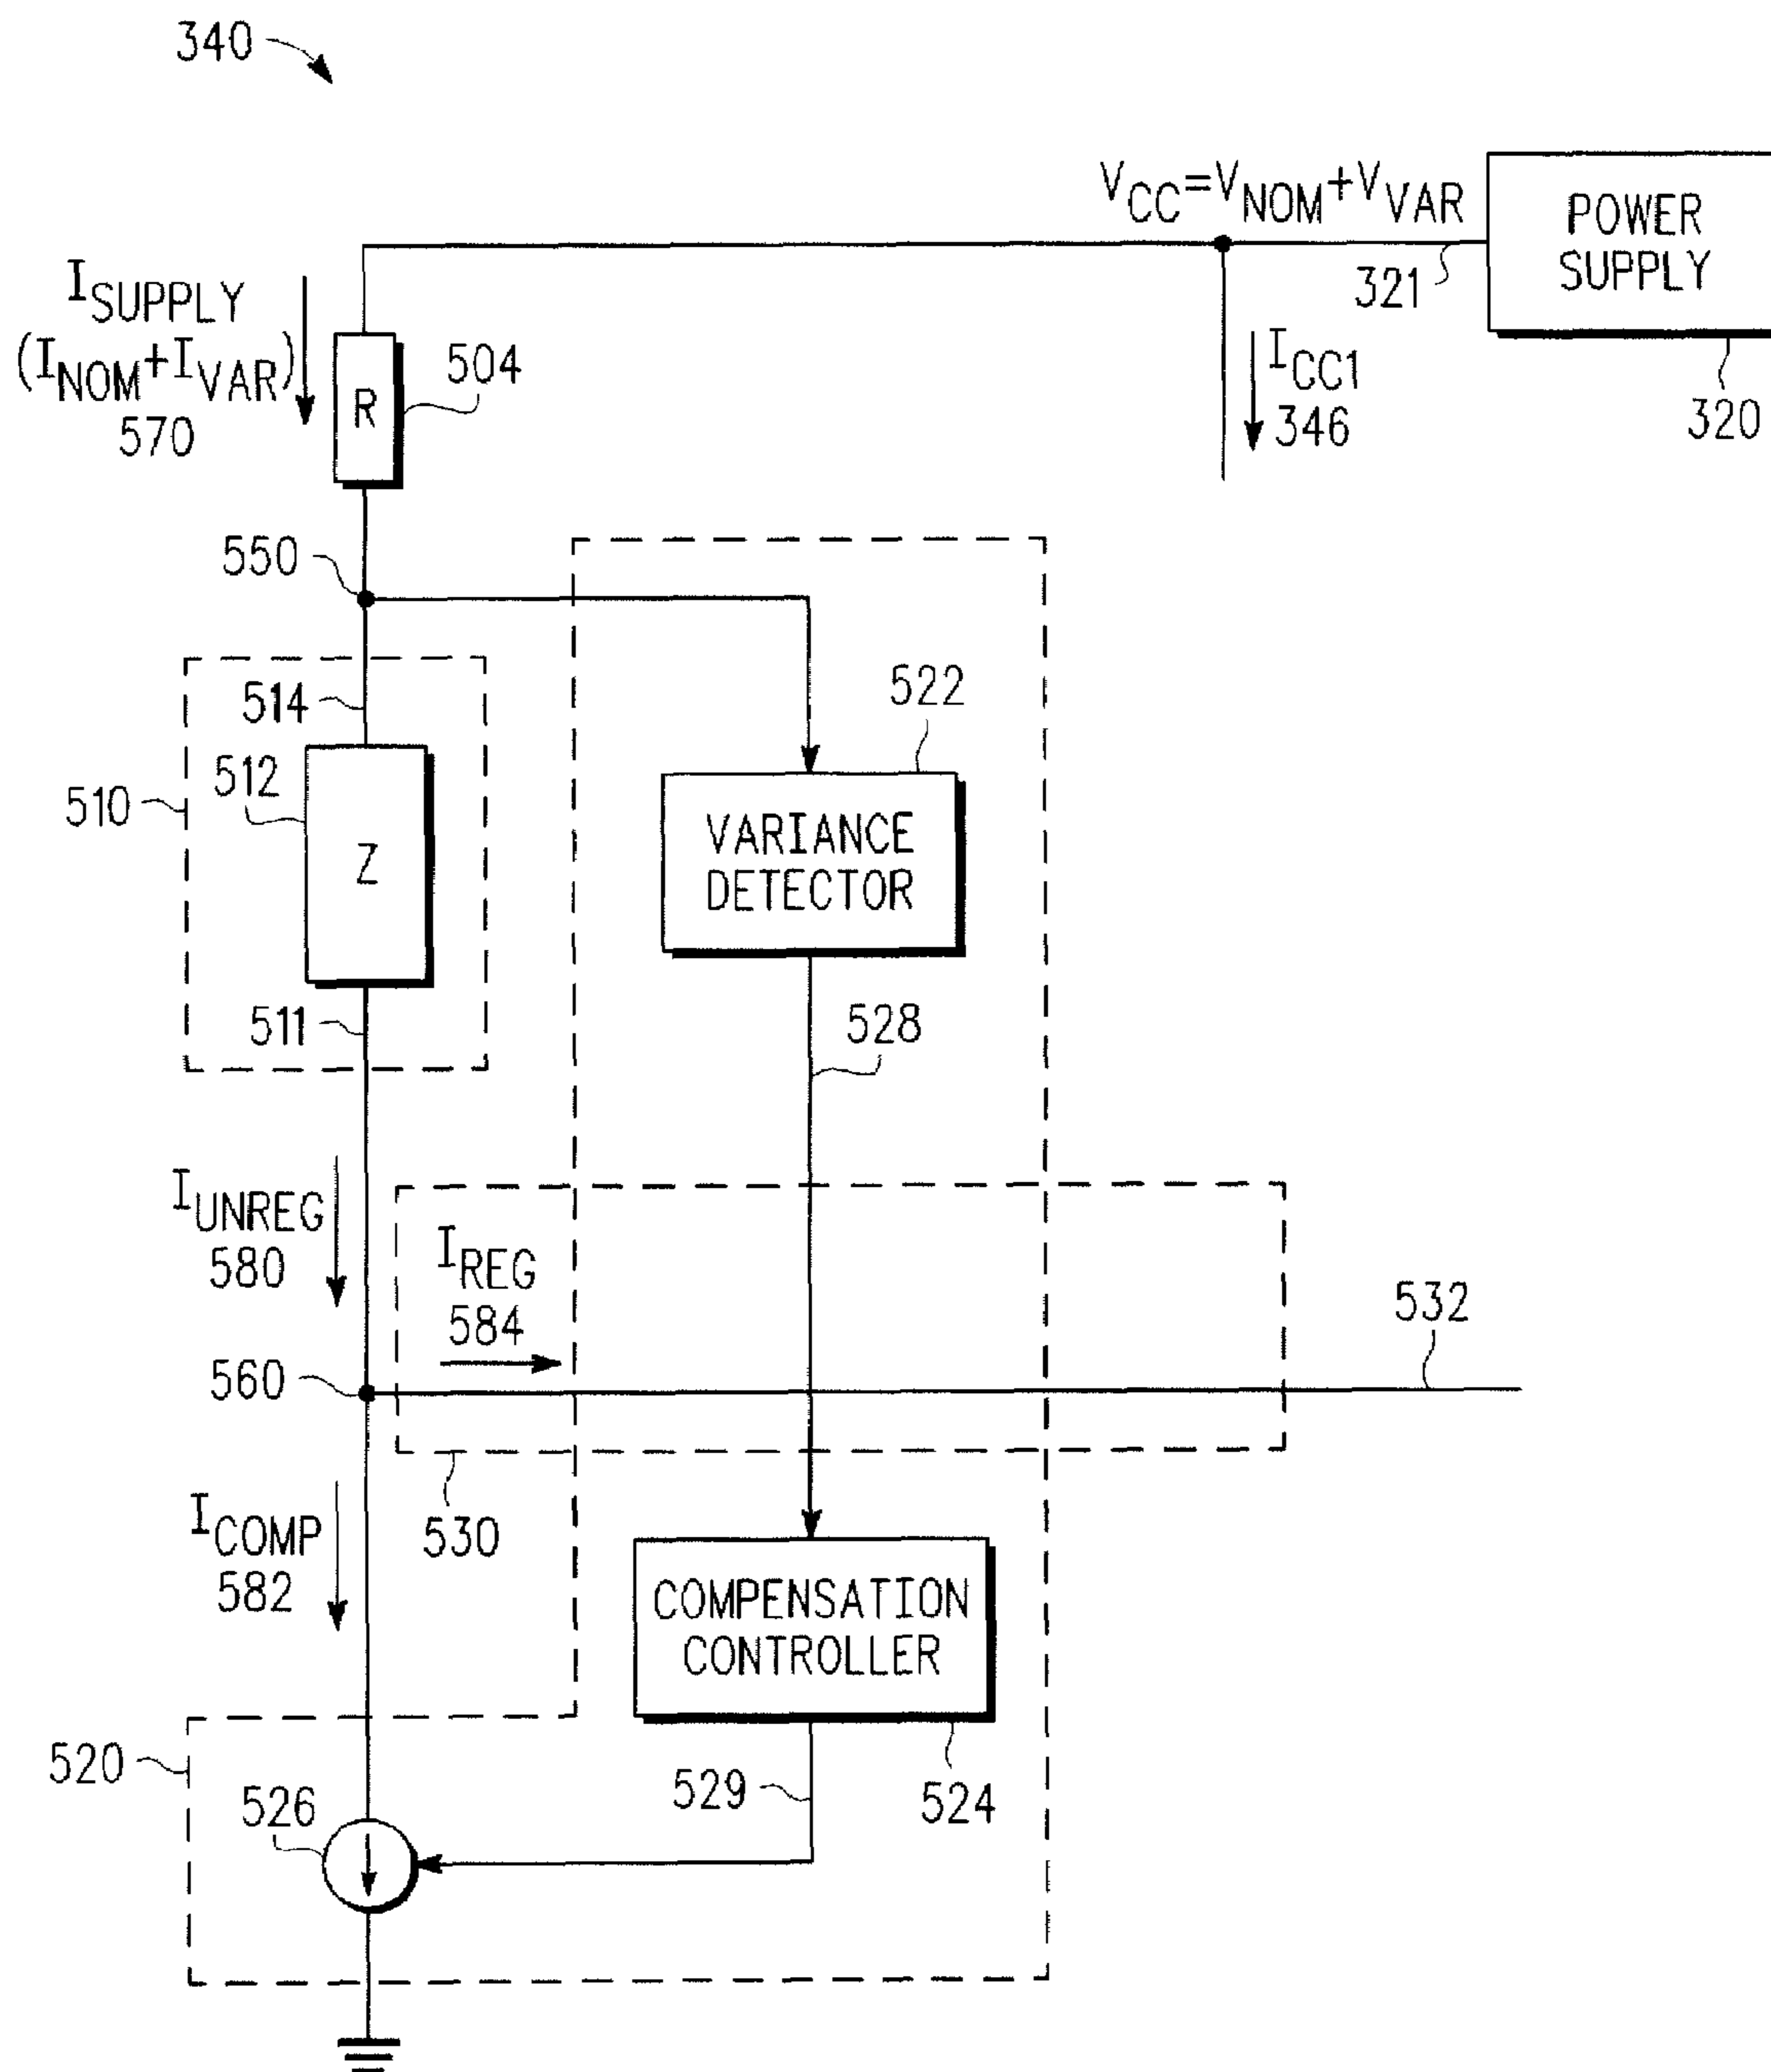 340
VCC=VNOM+VVAR
POWER
SUPPLY
321
320
ISUPPLY
(INOM+IVAR)
570
R
504
ICC1
346
550
514
512
510
Z
511
522
VARIANCE
DETECTOR
528
IUNREG
580
IREG
584
532
560
530
ICOMP
582
COMPENSATION
CONTROLLER
520
526
529
524